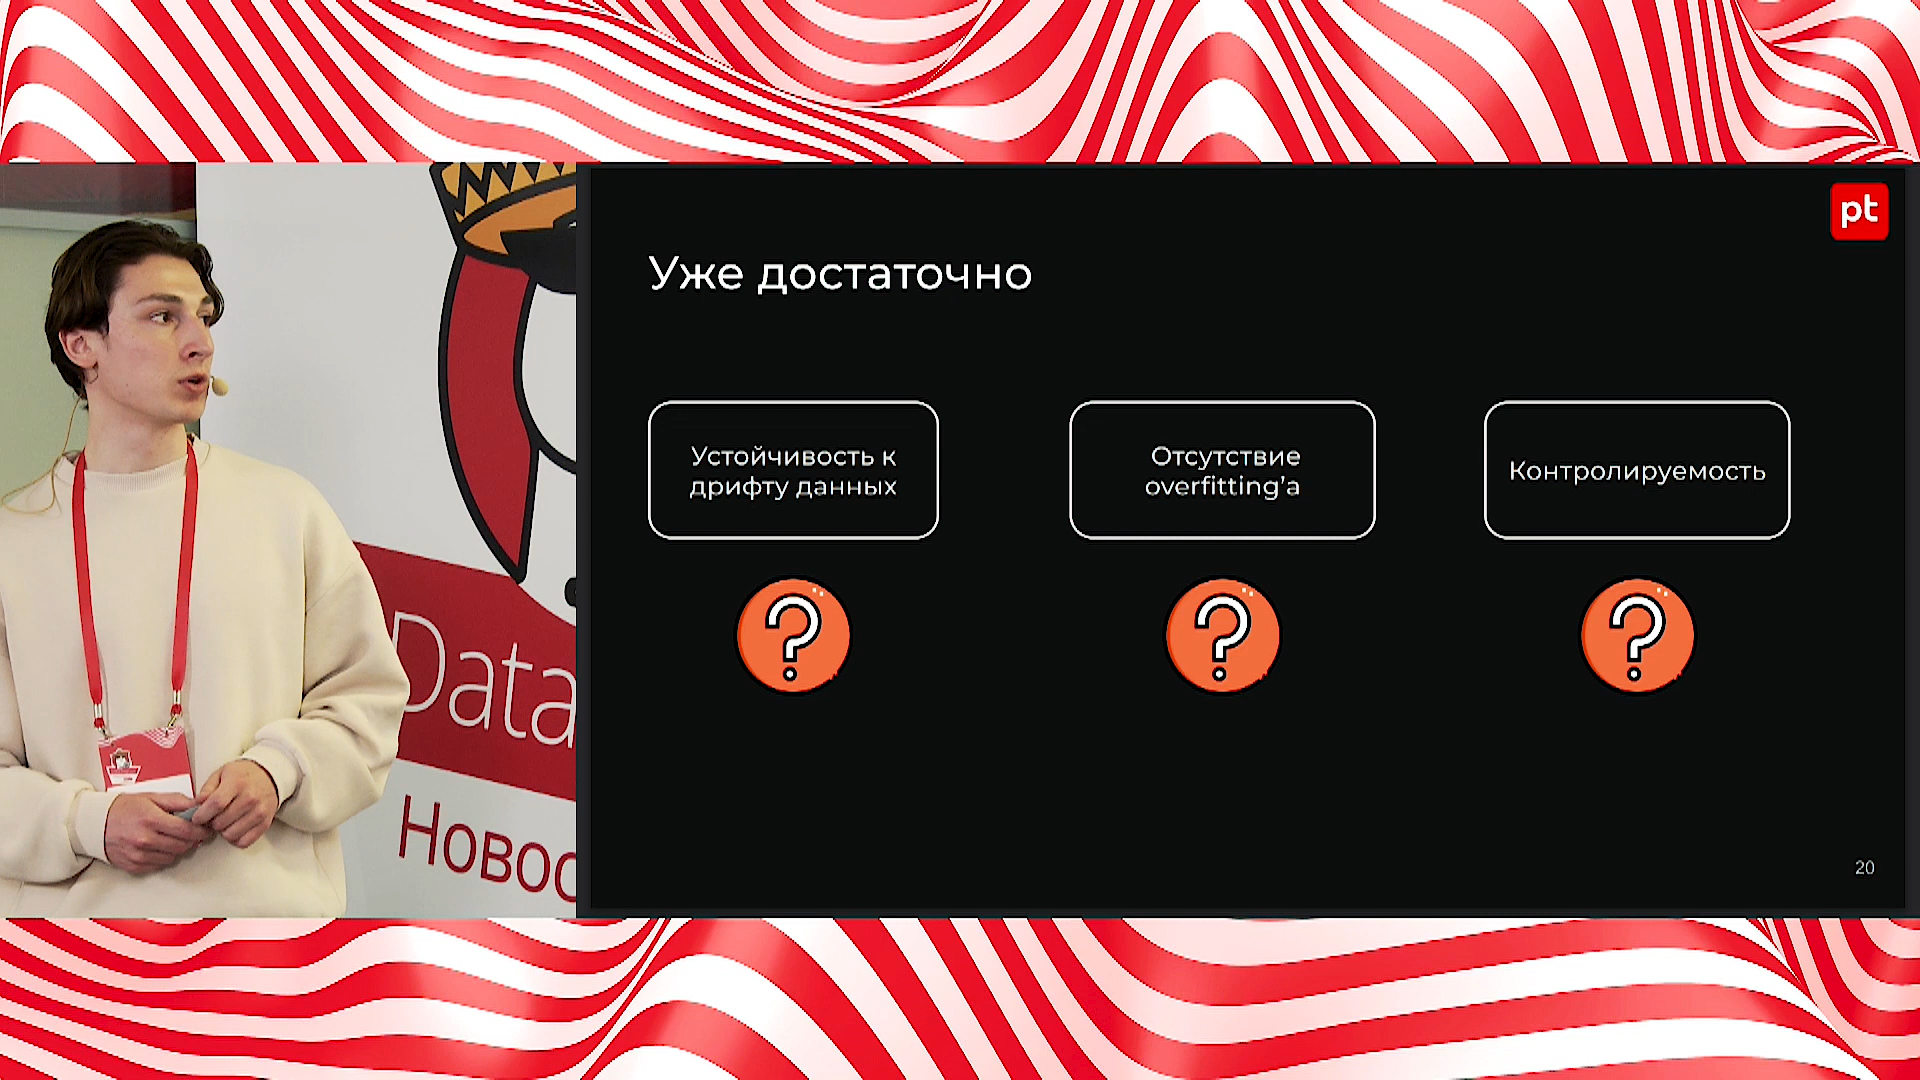 pt
Уже достаточно
Устойчивость к
дрифту данных
Отсутствие
overfitting'а
Контролируемость
20
Data
Новос